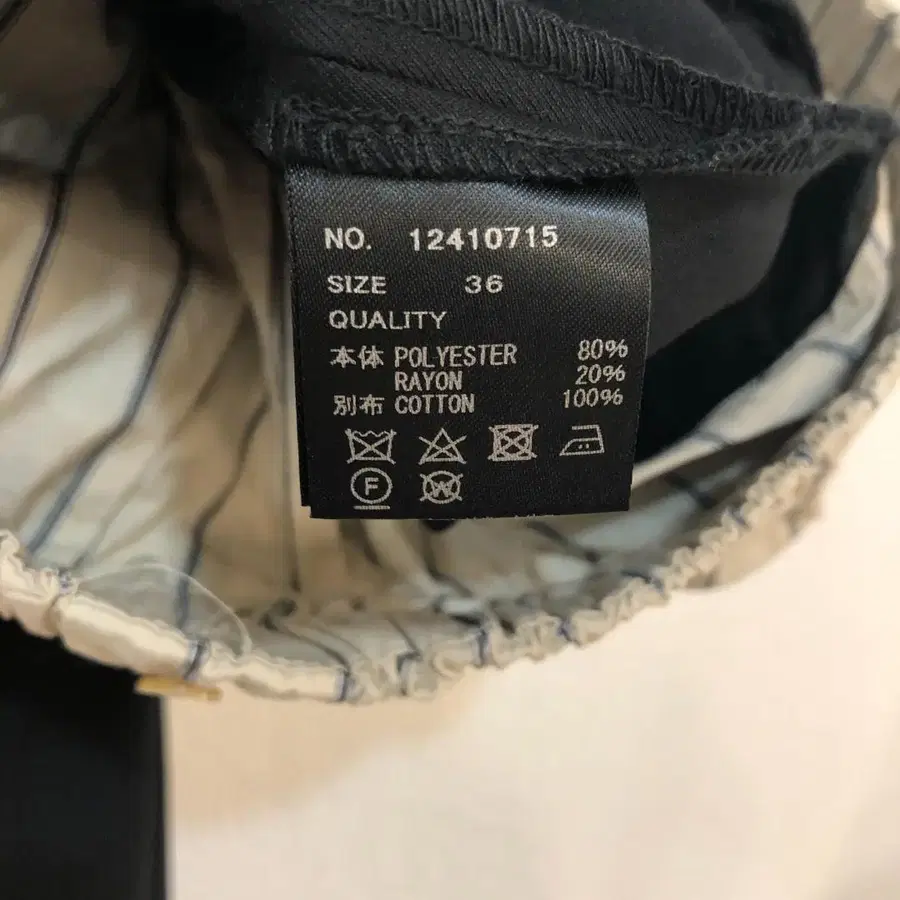 NO. 12410715
SIZE 36
QUALITY
本体 POLYESTER 80%
RAYON 20%
別布 COTTON 100%
F W